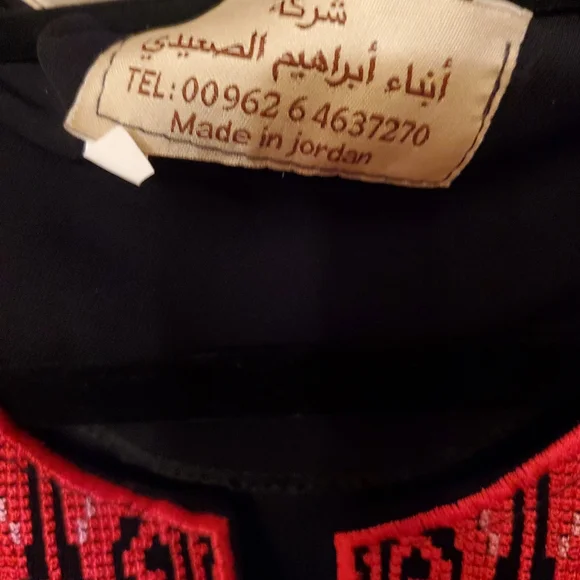 شركة
أبناء أبراهيم الصعيدي
TEL: 00962 6 4637270
Made in jordan